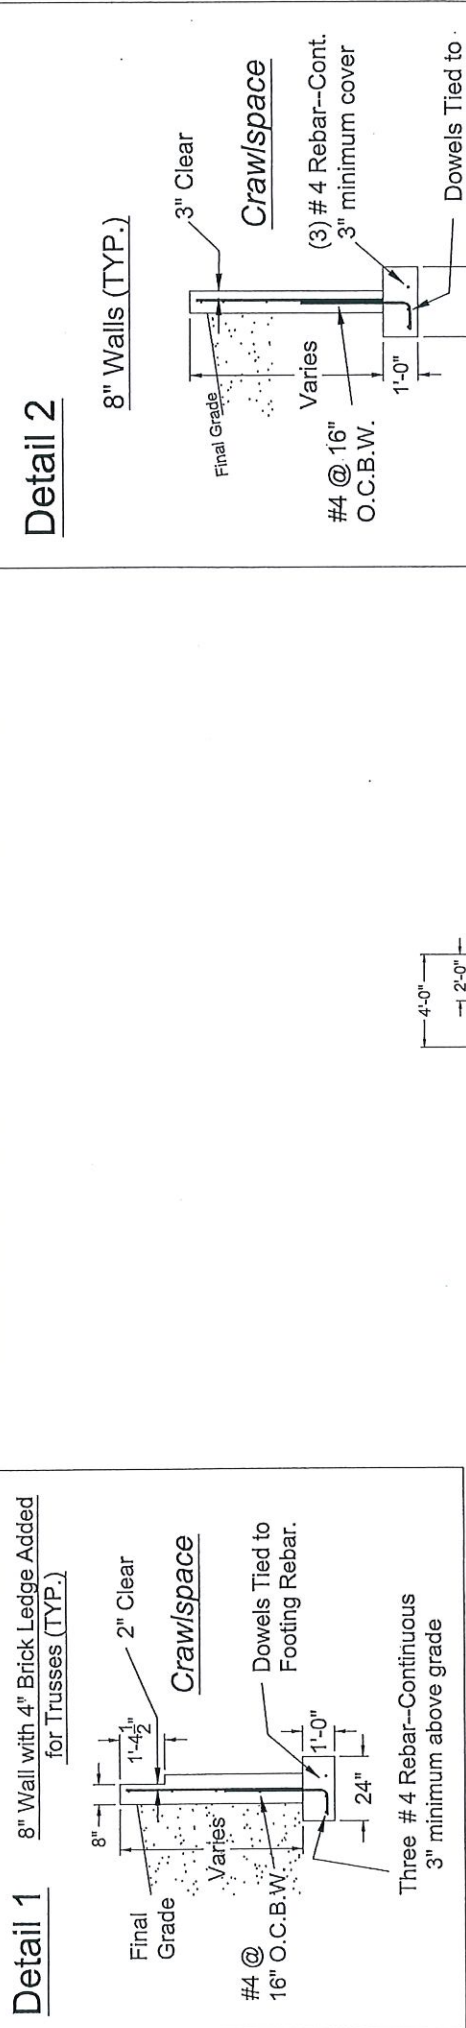 Detail 1
8" Wall with 4" Brick Ledge Added
for Trusses (TYP.)
8"
1'-4 1/2"
2" Clear
Final
Grade
Crawlspace
Varies
#4 @
16" O.C.B.W.
Dowels Tied to
Footing Rebar.
1'-0"
24"
Three # 4 Rebar--Continuous
3" minimum above grade
4'-0"
2'-0"
Detail 2
8" Walls (TYP.)
3" Clear
Final Grade
Crawlspace
Varies
(3) # 4 Rebar--Cont.
3" minimum cover
#4 @ 16"
O.C.B.W.
1'-0"
Dowels Tied to